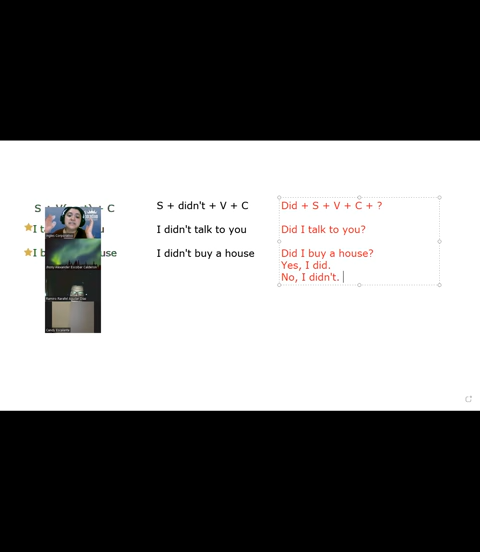 S + C
I u
I b use
S + didn't + V + C
I didn't talk to you
I didn't buy a house
Did + S + V + C + ?
Did I talk to you?
Did I buy a house?
Yes, I did.
No, I didn't.